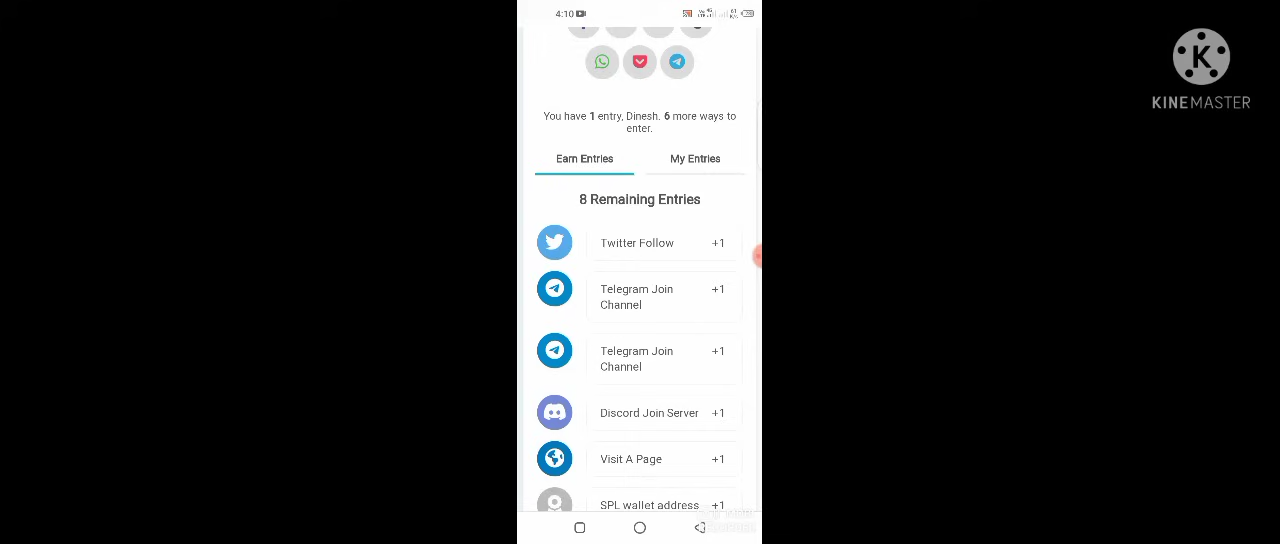 4:10
K
KINEMASTER
You have 1 entry, Dinesh. 6 more ways to
enter.
Earn Entries
My Entries
8 Remaining Entries
Twitter Follow +1
Telegram Join
Channel +1
Telegram Join
Channel +1
Discord Join Server +1
Visit A Page +1
SPL wallet address +1